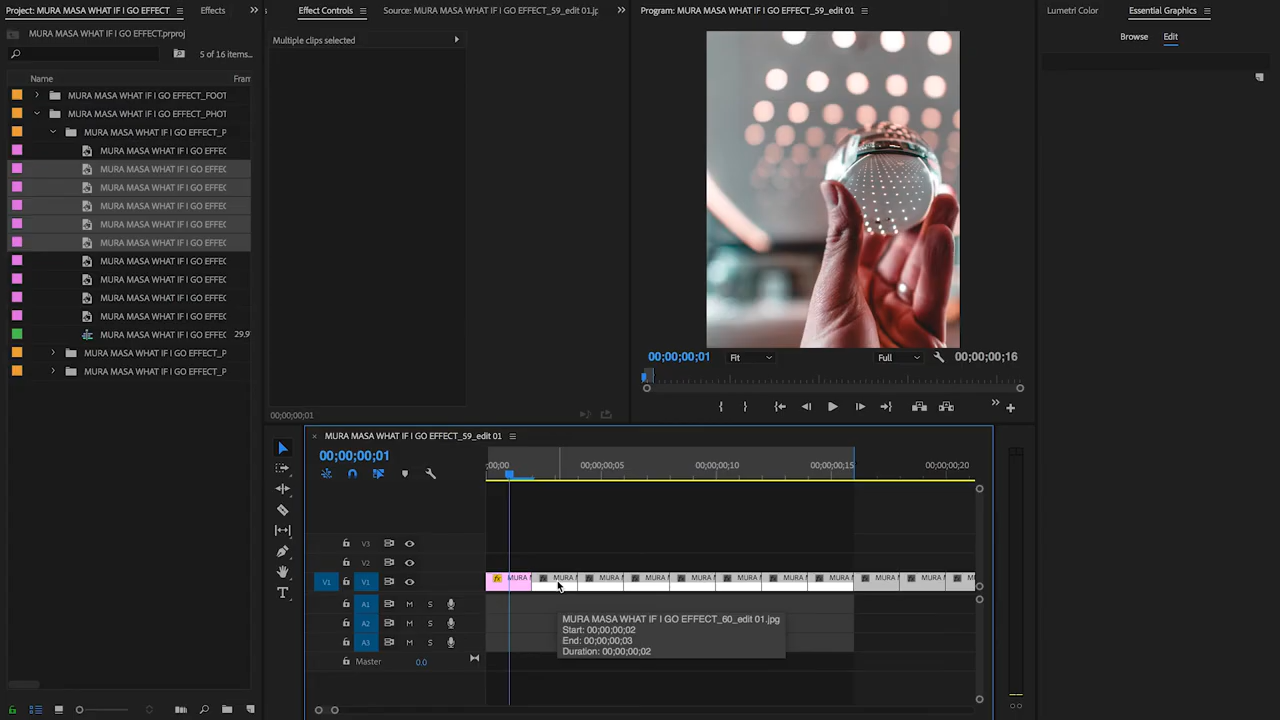 Project: MURA MASA WHAT IF I GO EFFECT
Effects
Effect Controls
Source: MURA MASA WHAT IF I GO EFFECT_59_edit 01.jp
Program: MURA MASA WHAT IF I GO EFFECT_59_edit 01
Lumetri Color
Essential Graphics
MURA MASA WHAT IF I GO EFFECT.prproj
Multiple clips selected
Browse
Edit
5 of 16 items...
Name
Fram
MURA MASA WHAT IF I GO EFFECT_FOOT
MURA MASA WHAT IF I GO EFFECT_PHOT
MURA MASA WHAT IF I GO EFFECT_P
MURA MASA WHAT IF I GO EFFEC
MURA MASA WHAT IF I GO EFFEC
MURA MASA WHAT IF I GO EFFEC
MURA MASA WHAT IF I GO EFFEC
MURA MASA WHAT IF I GO EFFEC
MURA MASA WHAT IF I GO EFFEC
MURA MASA WHAT IF I GO EFFEC
MURA MASA WHAT IF I GO EFFEC
MURA MASA WHAT IF I GO EFFEC
MURA MASA WHAT IF I GO EFFEC
MURA MASA WHAT IF I GO EFFEC 29.9
MURA MASA WHAT IF I GO EFFECT_P
MURA MASA WHAT IF I GO EFFECT_P
00;00;00;01
Fit
Full
00;00;00;16
00;00;00;01
MURA MASA WHAT IF I GO EFFECT_59_edit 01
00;00;00;01
;00;00
00;00;00;05
00;00;00;10
00;00;00;15
00;00;00;20
V3
V2
V1 V1
MURA MURA MURA MURA MURA MURA MURA MURA MURA MURA MUR
A1 M S
A2 M S
A3 M S
Master 0.0
MURA MASA WHAT IF I GO EFFECT_60_edit 01.jpg
Start: 00;00;00;02
End: 00;00;00;03
Duration: 00;00;00;02